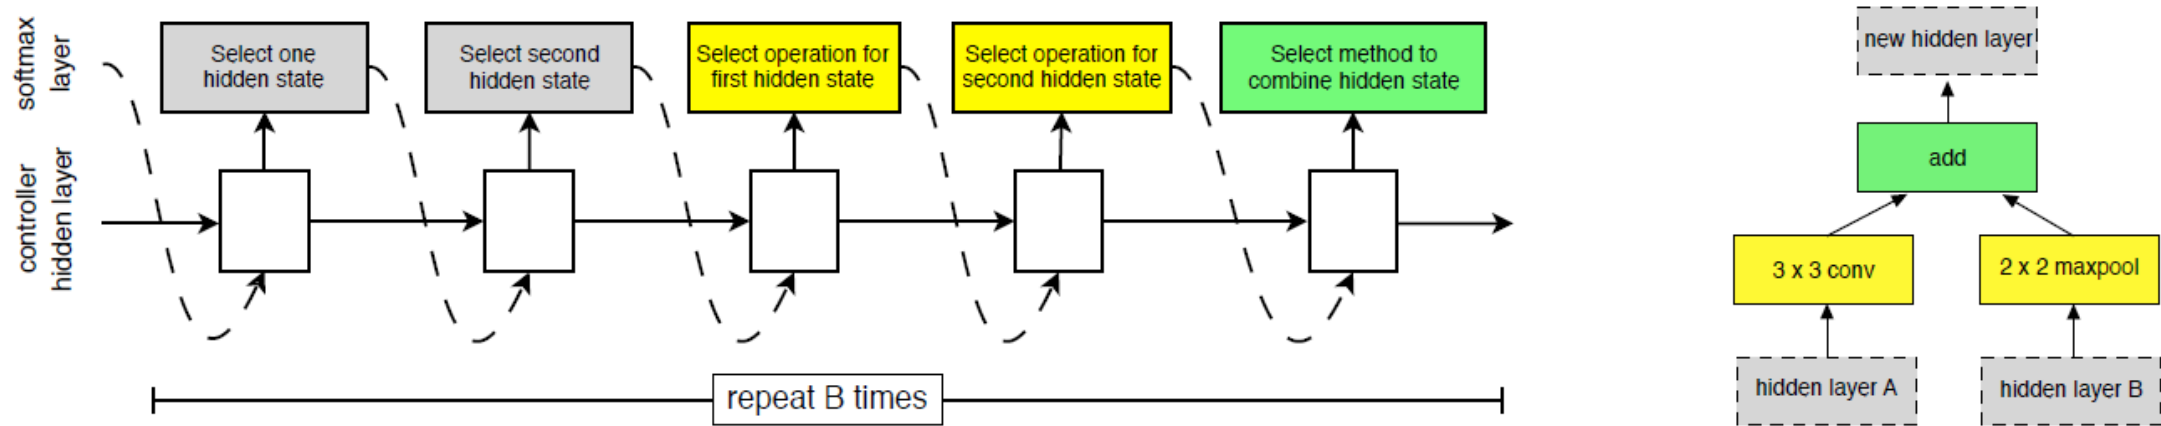 softmax
layer
controller
hidden layer
Select one
hidden state
Select second
hidden state
Select operation for
first hidden state
Select operation for
second hidden state
Select method to
combine hidden state
repeat B times
new hidden layer
add
3 x 3 conv
2 x 2 maxpool
hidden layer A
hidden layer B